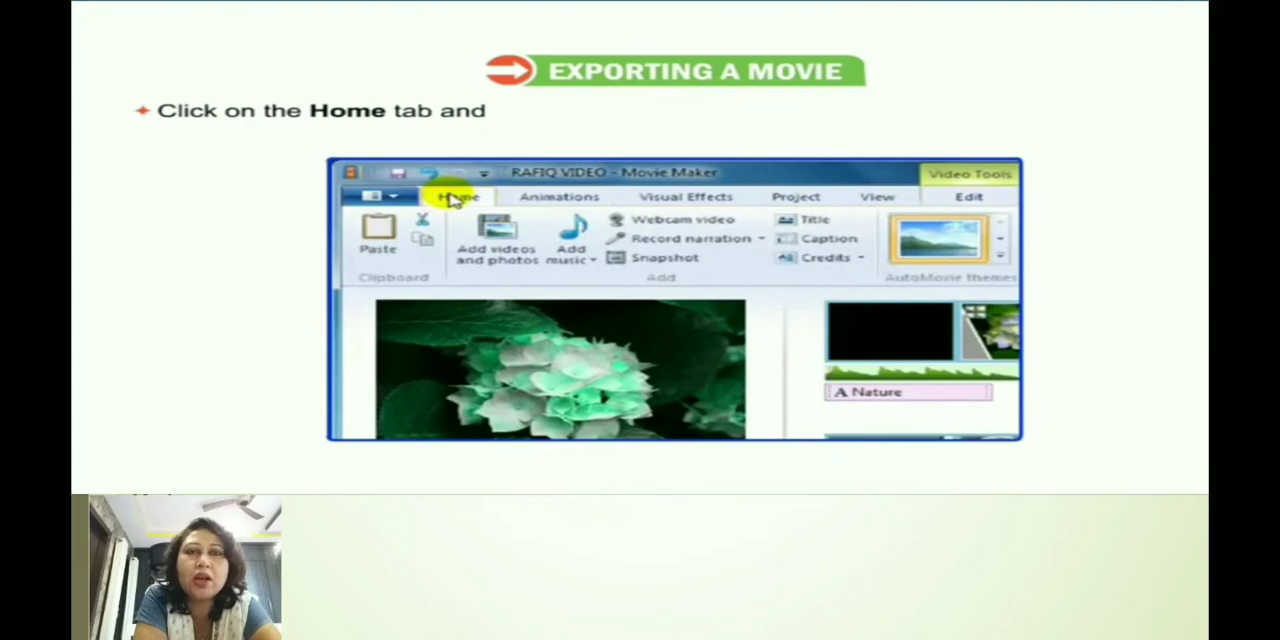 EXPORTING A MOVIE
Click on the Home tab and
RAFIQ VIDEO - Movie Maker
Video Tools
Home Animations Visual Effects Project View Edit
Paste
Clipboard
Add videos and photos
Add music
Webcam video
Record narration
Snapshot
Add
Title
Caption
Credits
AutoMovie themes
A Nature